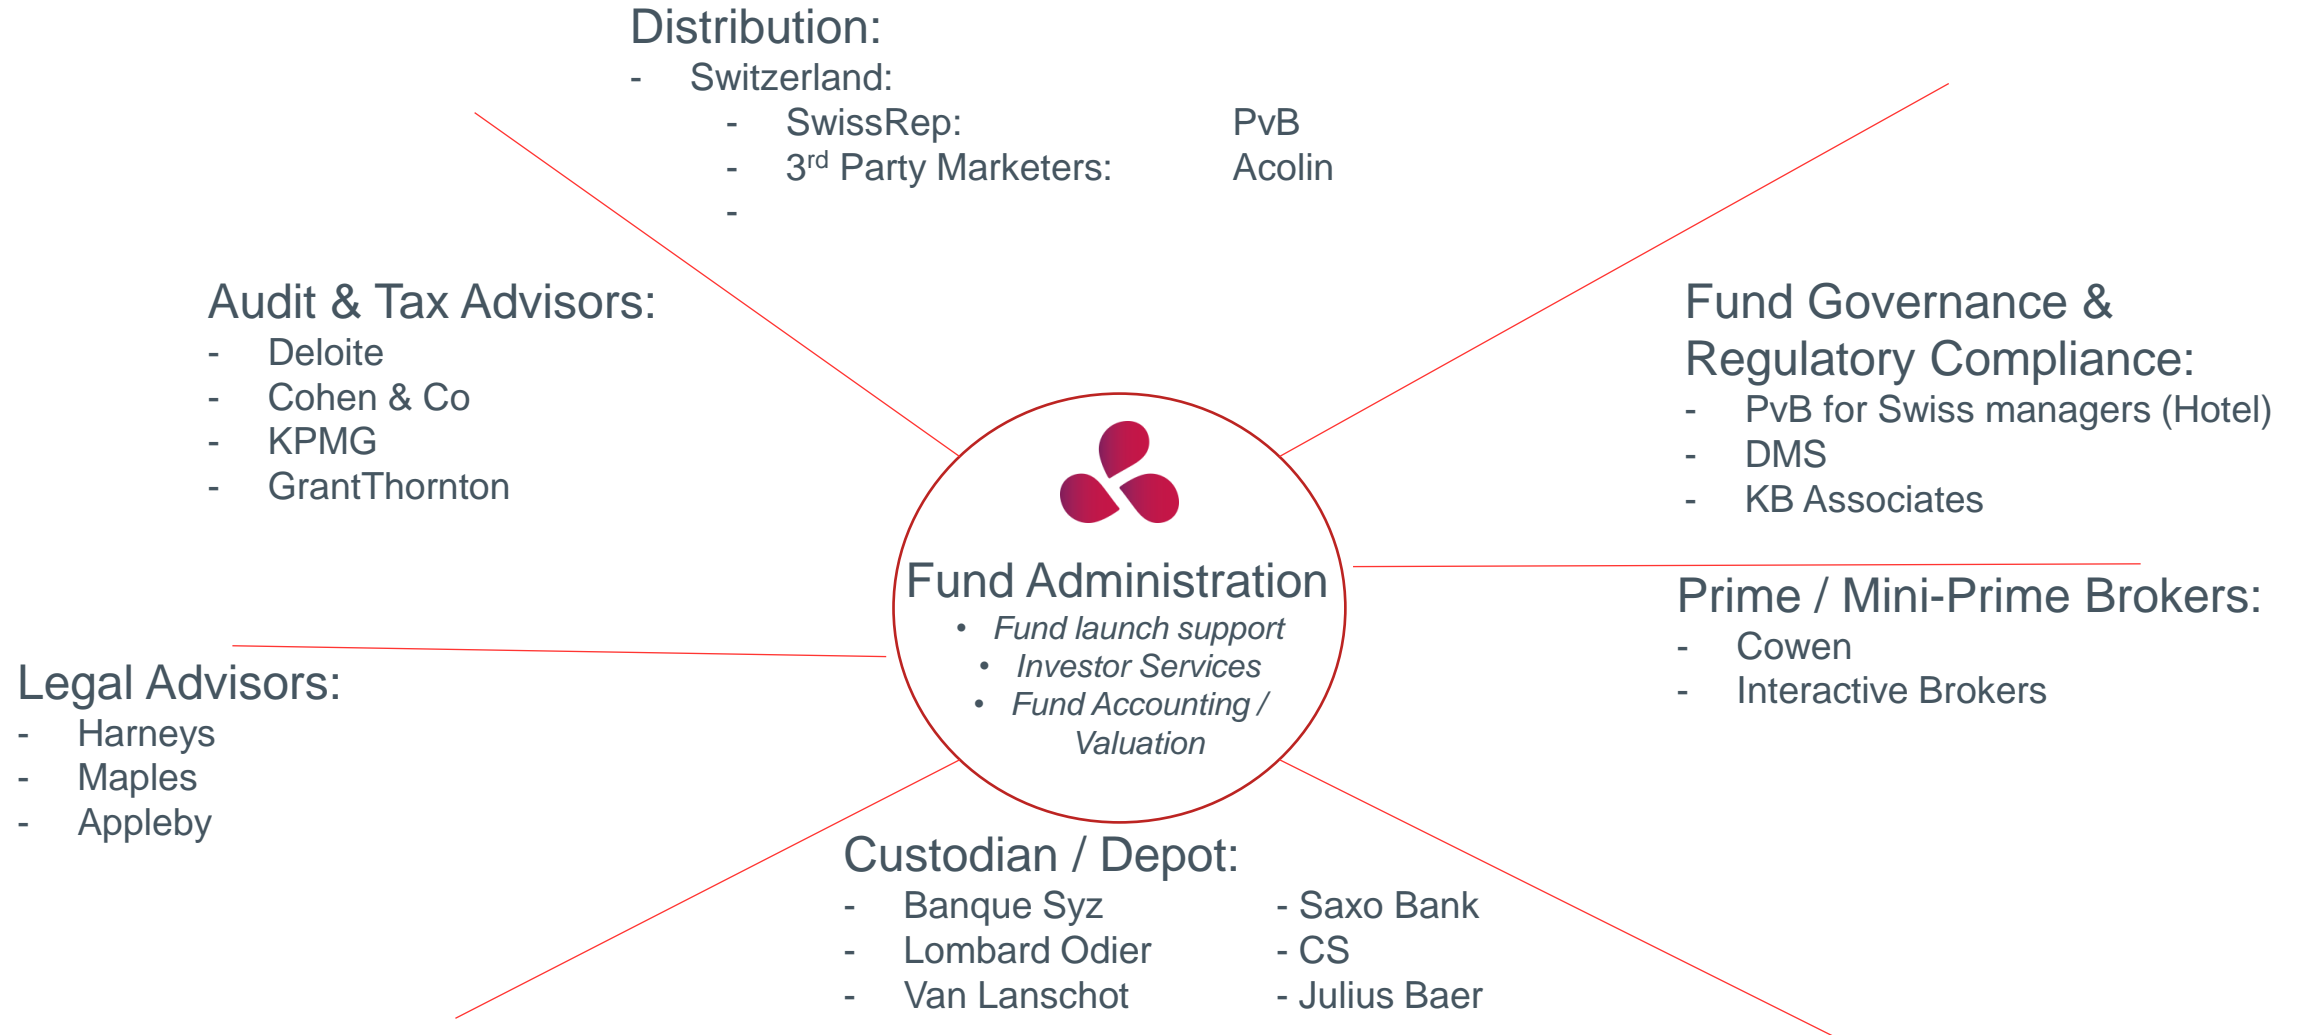 Distribution:
- Switzerland:
- SwissRep: PvB
- 3rd Party Marketers: Acolin
-
Audit & Tax Advisors:
- Deloite
- Cohen & Co
- KPMG
- GrantThornton
Fund Governance &
Regulatory Compliance:
- PvB for Swiss managers (Hotel)
- DMS
- KB Associates
Fund Administration
• Fund launch support
• Investor Services
• Fund Accounting /
Valuation
Prime / Mini-Prime Brokers:
- Cowen
- Interactive Brokers
Legal Advisors:
- Harneys
- Maples
- Appleby
Custodian / Depot:
- Banque Syz - Saxo Bank
- Lombard Odier - CS
- Van Lanschot - Julius Baer